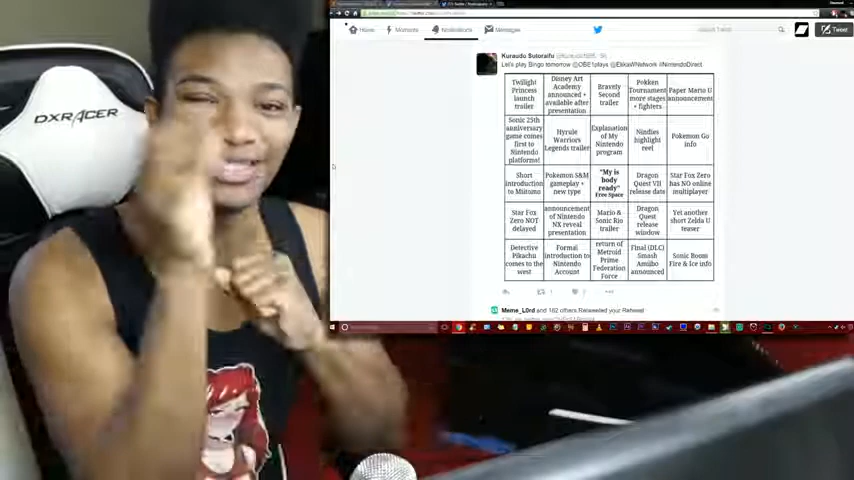 DXRACER
Home
Moments
Notifications
Messages
Tweet
Kuraudo Sutoraifu
Let's play Bingo tomorrow @OBE1plays @EtikaWNetwork #NintendoDirect
Twilight
Princess
launch
trailer
Disney Art
Academy
announced +
available after
presentation
Bravely
Second
trailer
Pokken
Tournament
more stages
+ fighters
Paper Mario U
announcement
Sonic 25th
anniversary
game comes
first to
Nintendo
platforms!
Hyrule
Warriors
Legends trailer
Explanation
of My
Nintendo
program
Nindies
highlight
reel
Pokemon Go
info
Short
introduction
to Miitomo
Pokemon S&M
gameplay +
new type
"My is
body
ready"
Free Space
Dragon
Quest VII
release date
Star Fox Zero
has NO online
multiplayer
Star Fox
Zero NOT
delayed
announcement
of Nintendo
NX reveal
presentation
Mario &
Sonic Rio
trailer
Dragon
Quest
release
window
Yet another
short Zelda U
teaser
Detective
Pikachu
comes to the
west
Formal
introduction to
Nintendo
Account
return of
Metroid
Prime
Federation
Force
Final (DLC)
Smash
Amiibo
announced
Sonic Boom
Fire & Ice info
Meme_L0rd and 162 others Retweeted your Retweet